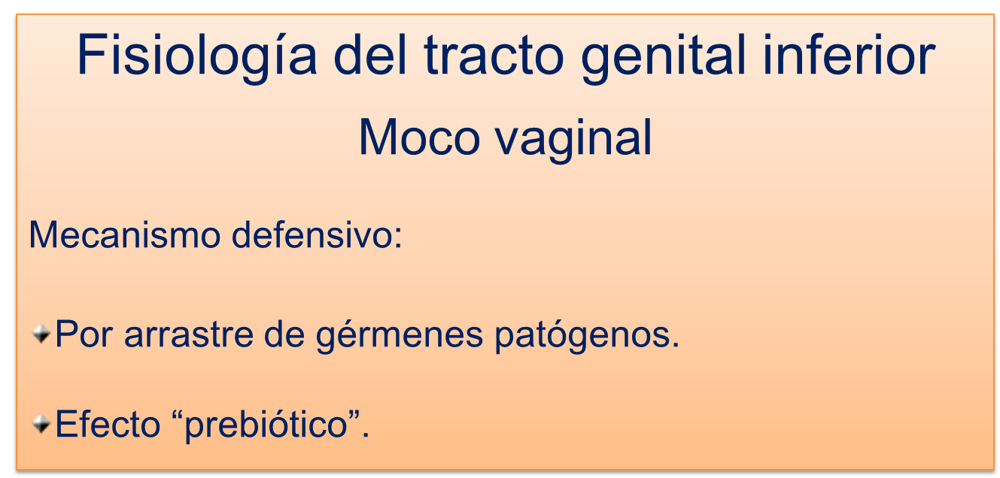 Fisiología del tracto genital inferior
Moco vaginal
Mecanismo defensivo:
Por arrastre de gérmenes patógenos.
Efecto “prebiótico”.